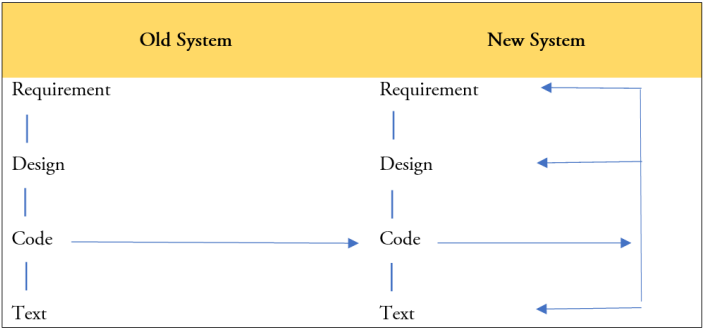 Old System New System
Requirement Requirement
Design Design
Code Code
Text Text